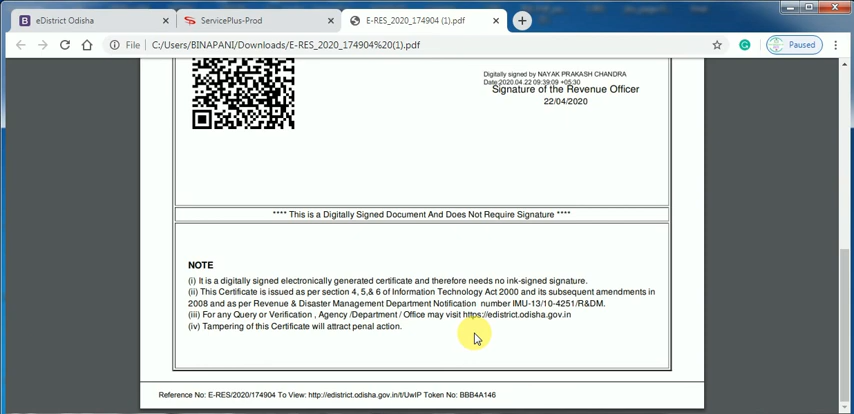 eDistrict Odisha
ServicePlus-Prod
E-RES_2020_174904 (1).pdf
File
C:/Users/BINAPANI/Downloads/E-RES_2020_174904%20(1).pdf
Paused
Digitally signed by NAYAK PRAKASH CHANDRA
Date:2020.04.22 09:39:09 +05:30
Signature of the Revenue Officer
22/04/2020
**** This is a Digitally Signed Document And Does Not Require Signature ****
NOTE
(i) It is a digitally signed electronically generated certificate and therefore needs no ink-signed signature.
(ii) This Certificate is issued as per section 4, 5,& 6 of Information Technology Act 2000 and its subsequent amendments in
2008 and as per Revenue & Disaster Management Department Notification number IMU-13/10-4251/R&DM.
(iii) For any Query or Verification , Agency /Department / Office may visit https://edistrict.odisha.gov.in
(iv) Tampering of this Certificate will attract penal action.
Reference No: E-RES/2020/174904 To View: http://edistrict.odisha.gov.in/t/UwIP Token No: BBB4A146